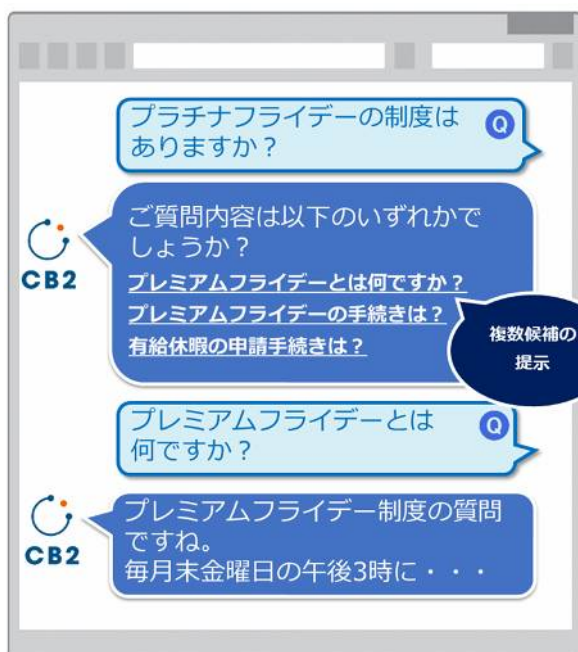 プラチナフライデーの制度は
ありますか？
Q
ご質問内容は以下のいずれかで
しょうか？
CB2
プレミアムフライデーとは何ですか？
プレミアムフライデーの手続きは？
有給休暇の申請手続きは？
複数候補の
提示
プレミアムフライデーとは
何ですか？
Q
プレミアムフライデー制度の質問
ですね。
毎月末金曜日の午後3時に・・・
CB2